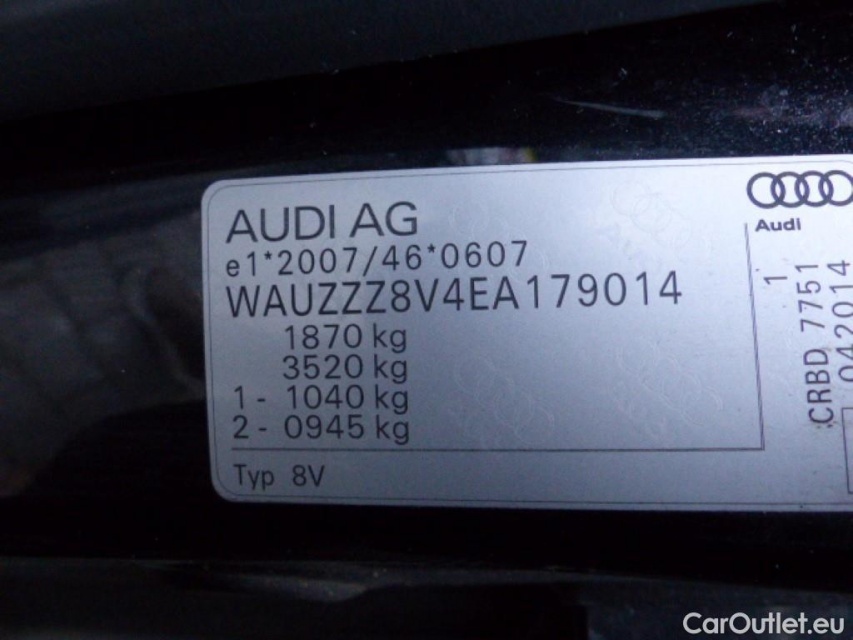 AUDI AG
e1*2007/46*0607
WAUZZZ8V4EA179014
1870 kg
3520 kg
1 - 1040 kg
2 - 0945 kg
Typ 8V
Audi
1
CRBD 7751
042014
CarOutlet.eu